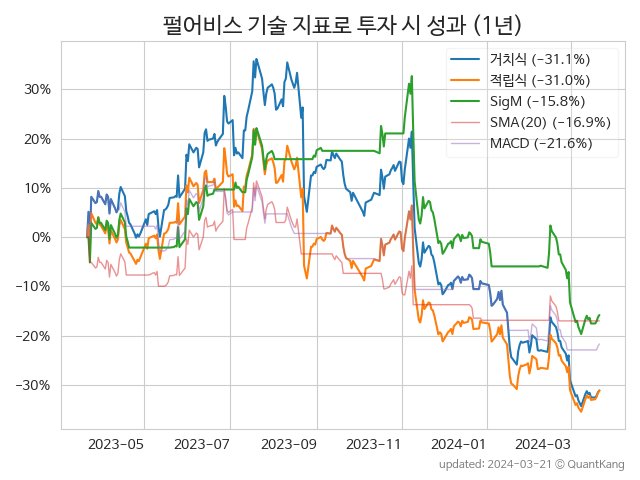 펄어비스 기술 지표로 투자 시 성과 (1년)
거치식 (-31.1%)
적립식 (-31.0%)
SigM (-15.8%)
SMA(20) (-16.9%)
MACD (-21.6%)
30%
20%
10%
0%
-10%
-20%
-30%
2023-05 2023-07 2023-09 2023-11 2024-01 2024-03
updated: 2024-03-21 © QuantKang